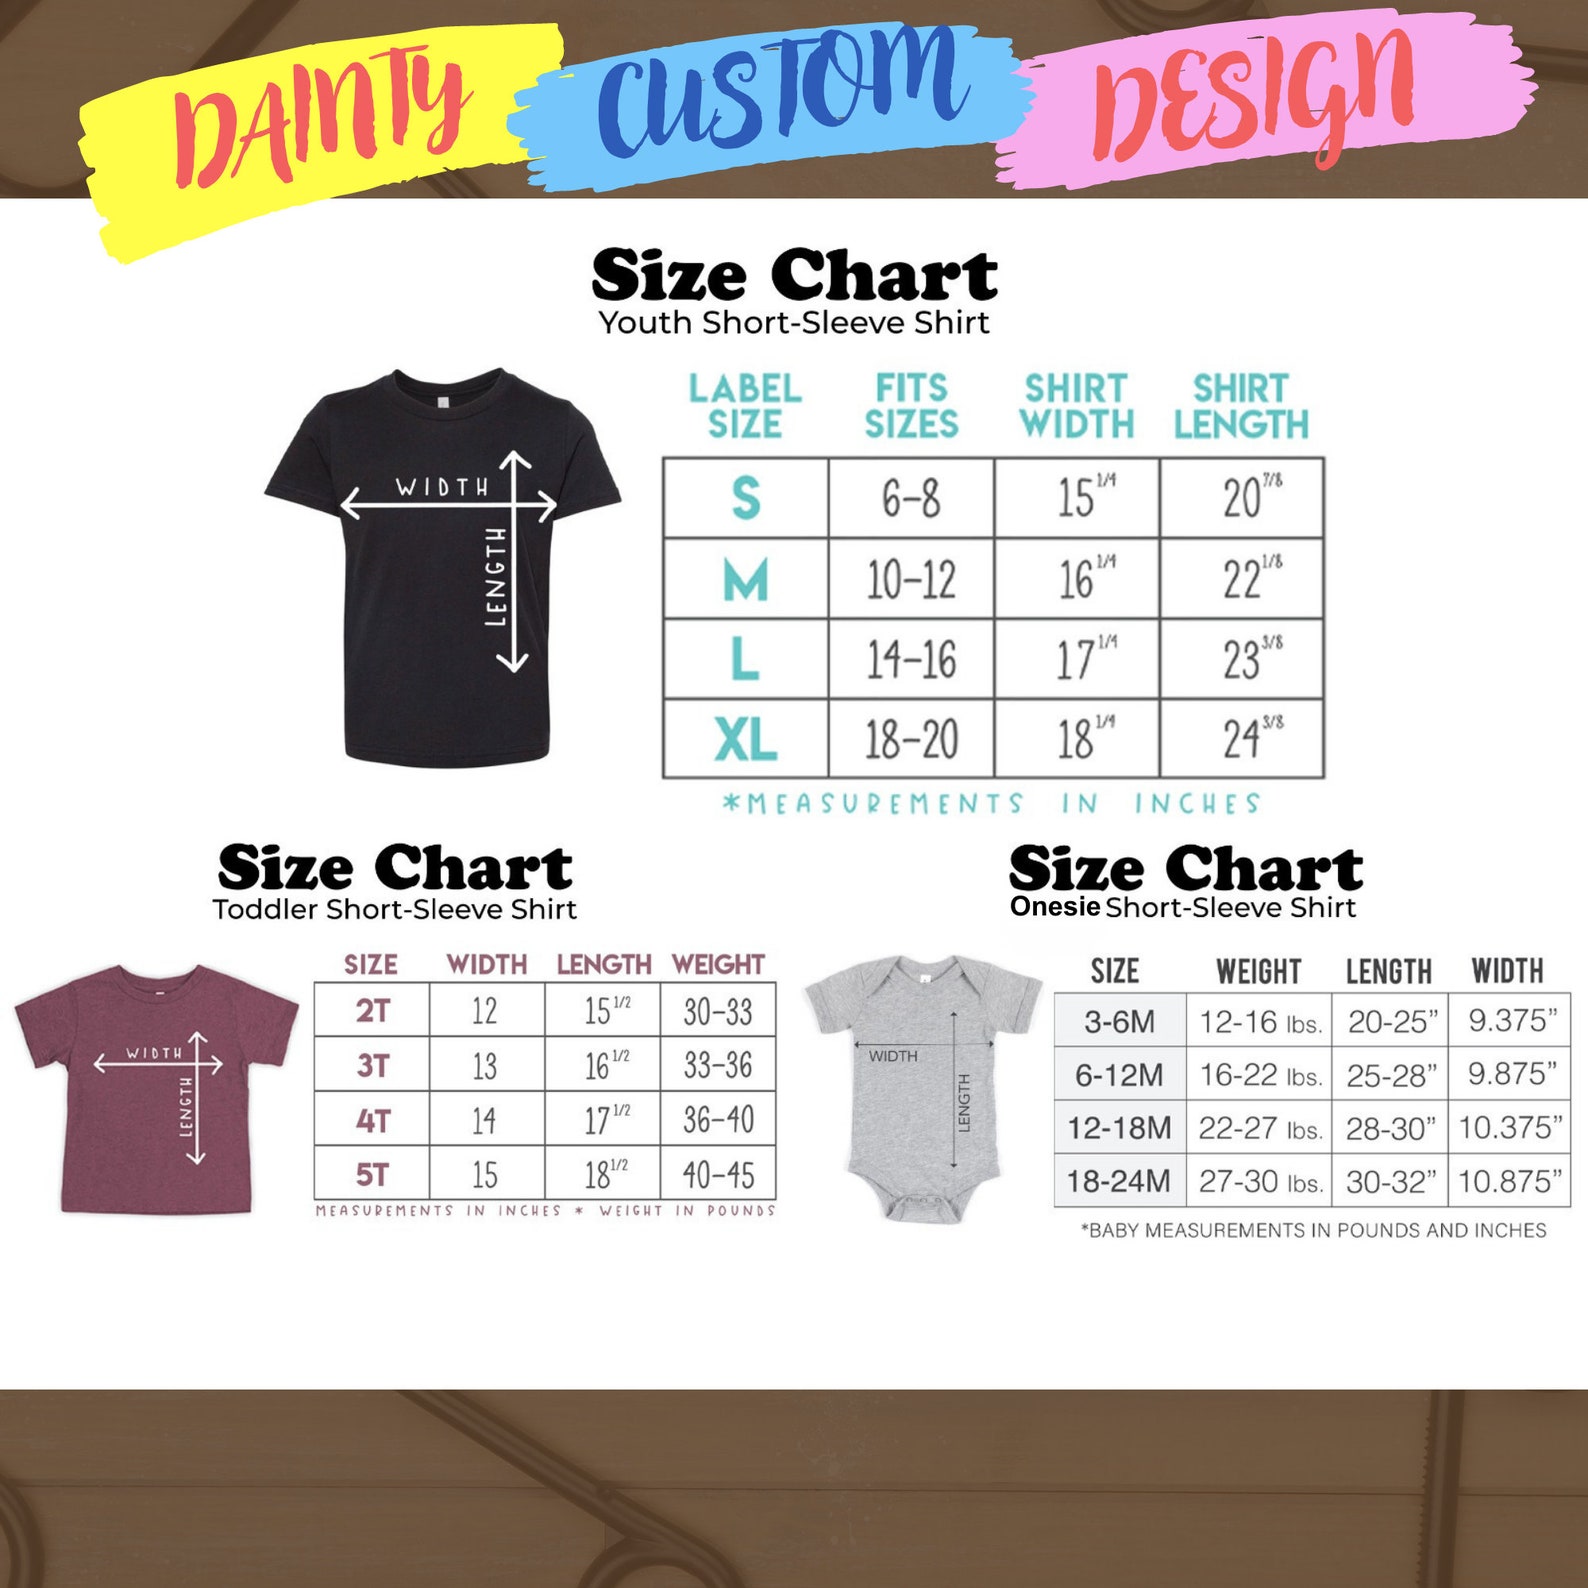 DAINTY CUSTOM DESIGN
Size Chart
Youth Short-Sleeve Shirt
LABEL SIZE FITS SIZES SHIRT WIDTH SHIRT LENGTH
S 6-8 15 1/4 20 7/8
M 10-12 16 1/4 22 1/8
L 14-16 17 1/4 23 3/8
XL 18-20 18 1/4 24 3/8
*MEASUREMENTS IN INCHES
WIDTH
LENGTH
Size Chart
Toddler Short-Sleeve Shirt
SIZE WIDTH LENGTH WEIGHT
2T 12 15 1/2 30-33
3T 13 16 1/2 33-36
4T 14 17 1/2 36-40
5T 15 18 1/2 40-45
MEASUREMENTS IN INCHES * WEIGHT IN POUNDS
WIDTH
LENGTH
Size Chart
Onesie Short-Sleeve Shirt
SIZE WEIGHT LENGTH WIDTH
3-6M 12-16 lbs. 20-25" 9.375"
6-12M 16-22 lbs. 25-28" 9.875"
12-18M 22-27 lbs. 28-30" 10.375"
18-24M 27-30 lbs. 30-32" 10.875"
*BABY MEASUREMENTS IN POUNDS AND INCHES
WIDTH
LENGTH